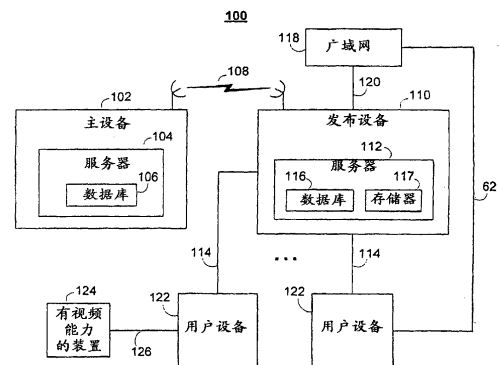 100
118
广域网
108
120
102
主设备
104
服务器
数据库
106
110
发布设备
112
服务器
116
数据库
117
存储器
62
114
...
114
124
有视频
能力
的装置
126
122
用户设备
122
用户设备